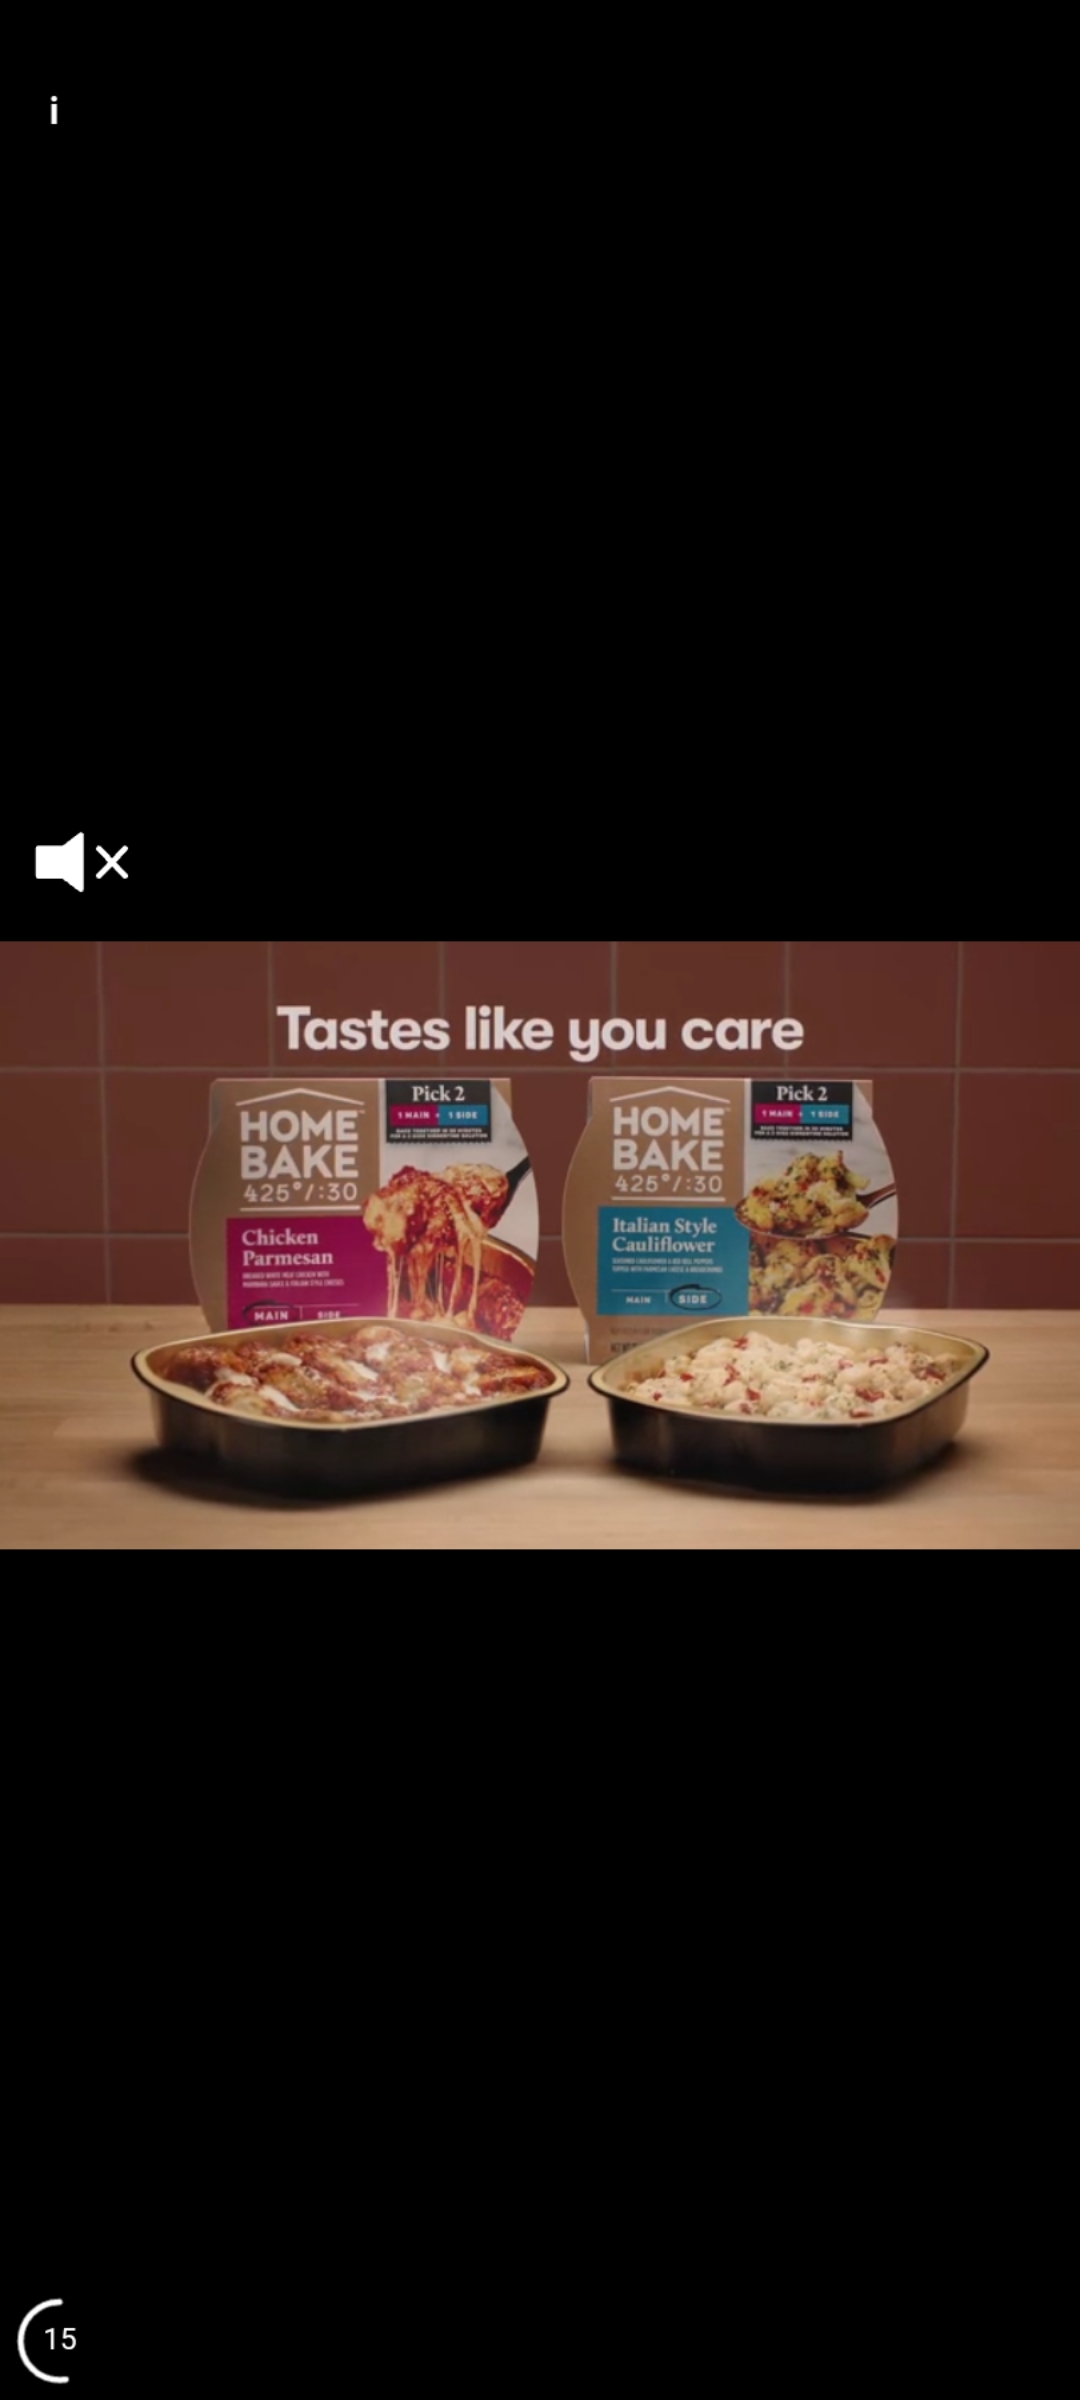 i
Tastes like you care
Pick 2
1 MAIN + 1 SIDE
HOME
BAKE
425°/:30
Chicken
Parmesan
MAIN SIDE
Pick 2
1 MAIN + 1 SIDE
HOME
BAKE
425°/:30
Italian Style
Cauliflower
MAIN SIDE
15